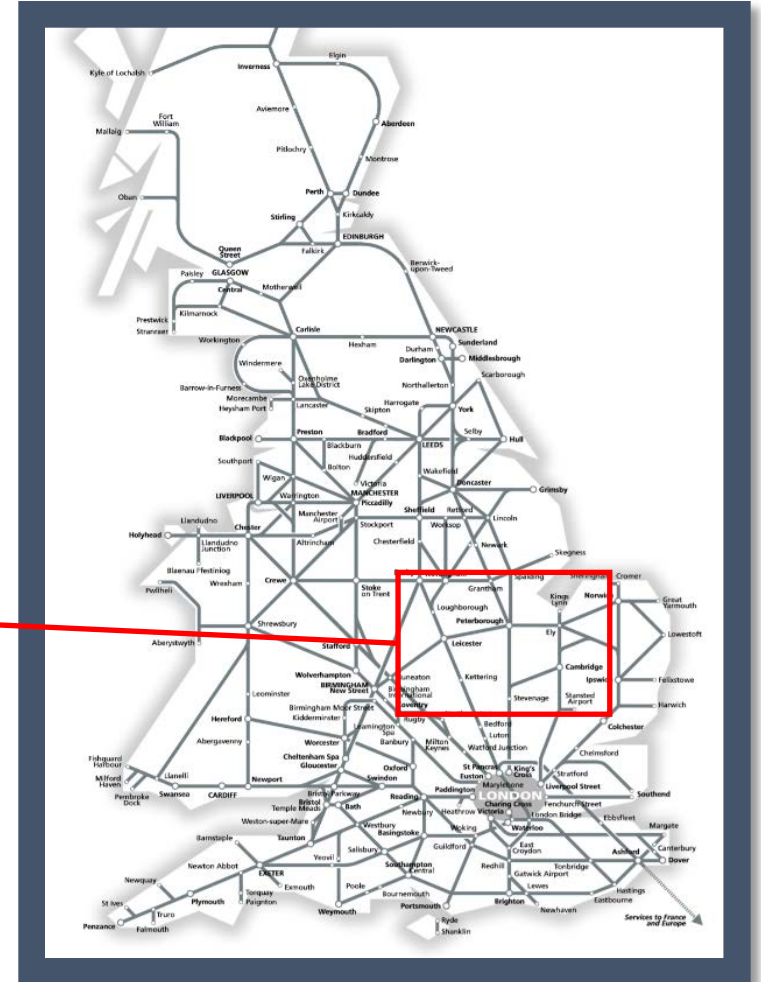 Elgin
Inverness
Kyle of Lochalsh
Aviemore
Fort
William
Aberdeen
Mallaig
Pitlochry
Montrose
Perth
Dundee
Oban
Stirling
Kirkcaldy
EDINBURGH
Queen
Street
Falkirk
Berwick-
upon-Tweed
Paisley
GLASGOW
Central
Motherwell
Prestwick
Kilmarnock
Stranraer
Carlisle
NEWCASTLE
Workington
Hexham
Durham
Sunderland
Darlington
Middlesbrough
Windermere
Oxenholme
Lake District
Northallerton
Scarborough
Barrow-in-Furness
Morecambe
Heysham Port
Lancaster
Skipton
Harrogate
York
Blackpool
Preston
Bradford
LEEDS
Selby
Hull
Blackburn
Southport
Bolton
Huddersfield
Wakefield
Wigan
Victoria
Doncaster
Grimsby
LIVERPOOL
Warrington
MANCHESTER
Piccadilly
Manchester
Airport
Sheffield
Retford
Llandudno
Stockport
Worksop
Lincoln
Holyhead
Chester
Llandudno
Junction
Altrincham
Chesterfield
Newark
Skegness
Blaenau Ffestiniog
Pwllheli
Wrexham
Crewe
Stoke
on Trent
Grantham
Spalding
Sheringham
Cromer
Loughborough
Kings
Lynn
Norwich
Great
Yarmouth
Shrewsbury
Peterborough
Ely
Lowestoft
Aberystwyth
Stafford
Leicester
Cambridge
Wolverhampton
BIRMINGHAM
New Street
Nuneaton
Birmingham
International
Kettering
Ipswich
Felixstowe
Leominster
Birmingham Moor Street
Coventry
Stevenage
Stansted
Airport
Harwich
Hereford
Kidderminster
Rugby
Bedford
Colchester
Leamington
Spa
Abergavenny
Worcester
Banbury
Milton
Keynes
Luton
Watford Junction
Chelmsford
Cheltenham Spa
Gloucester
Fishguard
Harbour
Oxford
St Pancras
Euston
King's
Cross
Stratford
Milford
Haven
Llanelli
Newport
Swindon
Marylebone
Liverpool Street
Pembroke
Dock
Swansea
CARDIFF
Bristol Parkway
Reading
Paddington
LONDON
Southend
Bristol
Temple Meads
Bath
Newbury
Heathrow
Victoria
Charing Cross
Fenchurch Street
London Bridge
Ebbsfleet
Weston-super-Mare
Westbury
Basingstoke
Woking
Waterloo
Margate
Barnstaple
Taunton
Salisbury
Guildford
East
Croydon
Canterbury
Newton Abbot
Yeovil
Southampton
Central
Redhill
Tonbridge
Ashford
Dover
Newquay
EXETER
Exmouth
Poole
Gatwick Airport
St Ives
Plymouth
Torquay
Paignton
Bournemouth
Lewes
Hastings
Eastbourne
Truro
Weymouth
Portsmouth
Brighton
Newhaven
Penzance
Falmouth
Ryde
Shanklin
Services to France
and Europe